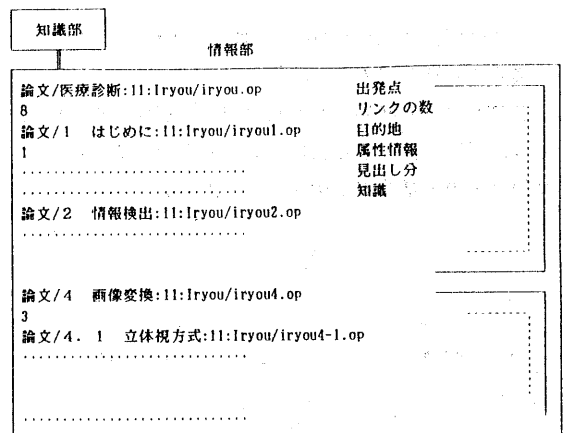 知識部
情報部
論文/医療診断:11:Iryou/iryou.op
8
論文/1 はじめに:11:Iryou/iryou1.op
1
............................
............................
論文/2 情報検出:11:Iryou/iryou2.op
............................
出発点
リンクの数
目的地
属性情報
見出し分
知識
論文/4 画像変換:11:Iryou/iryou4.op
3
論文/4.1 立体視方式:11:Iryou/iryou4-1.op
............................
............................